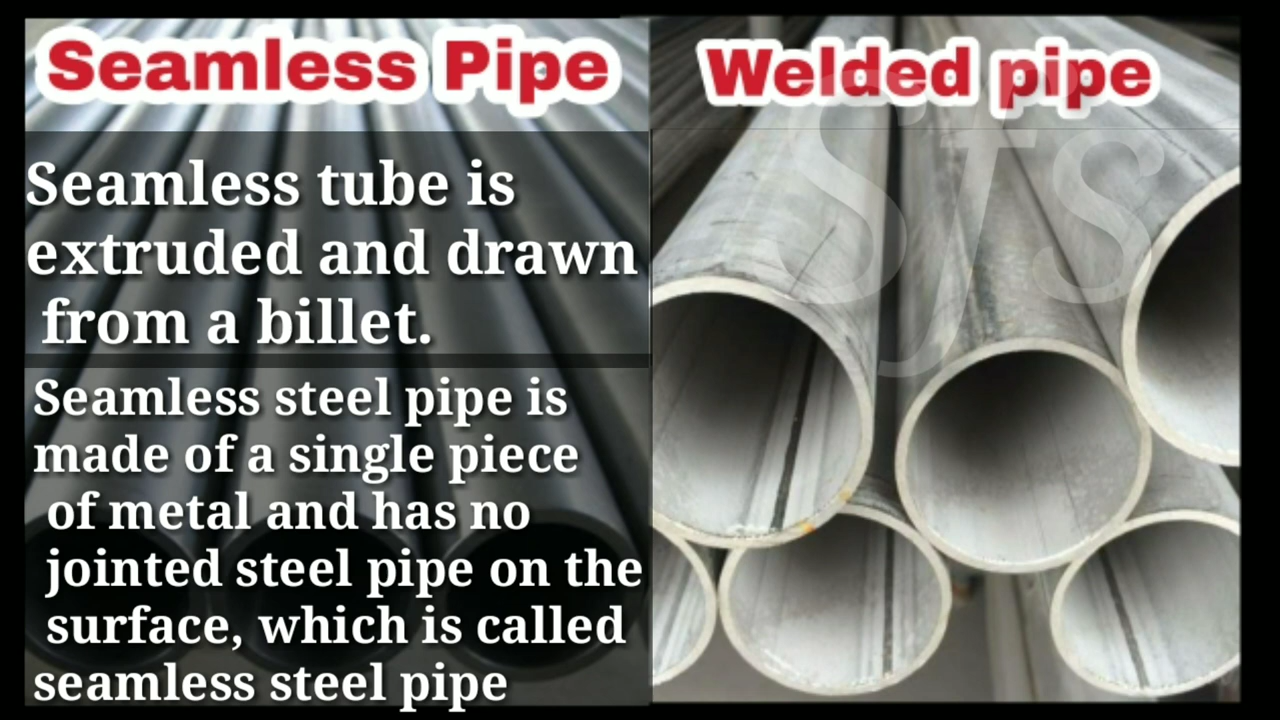 Seamless Pipe
Seamless tube is
extruded and drawn
from a billet.
Seamless steel pipe is
made of a single piece
of metal and has no
jointed steel pipe on the
surface, which is called
seamless steel pipe
Welded pipe
SJS